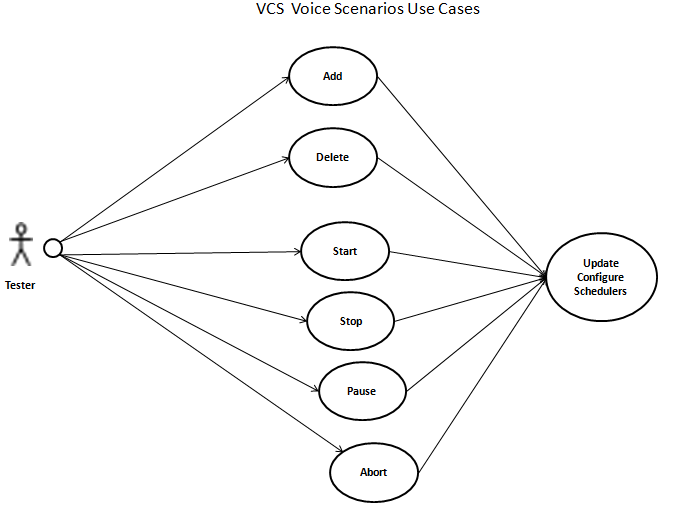 VCS  Voice Scenarios Use Cases
Add
Delete
Start
Tester
Update
Configure
Schedulers
Stop
Pause
Abort